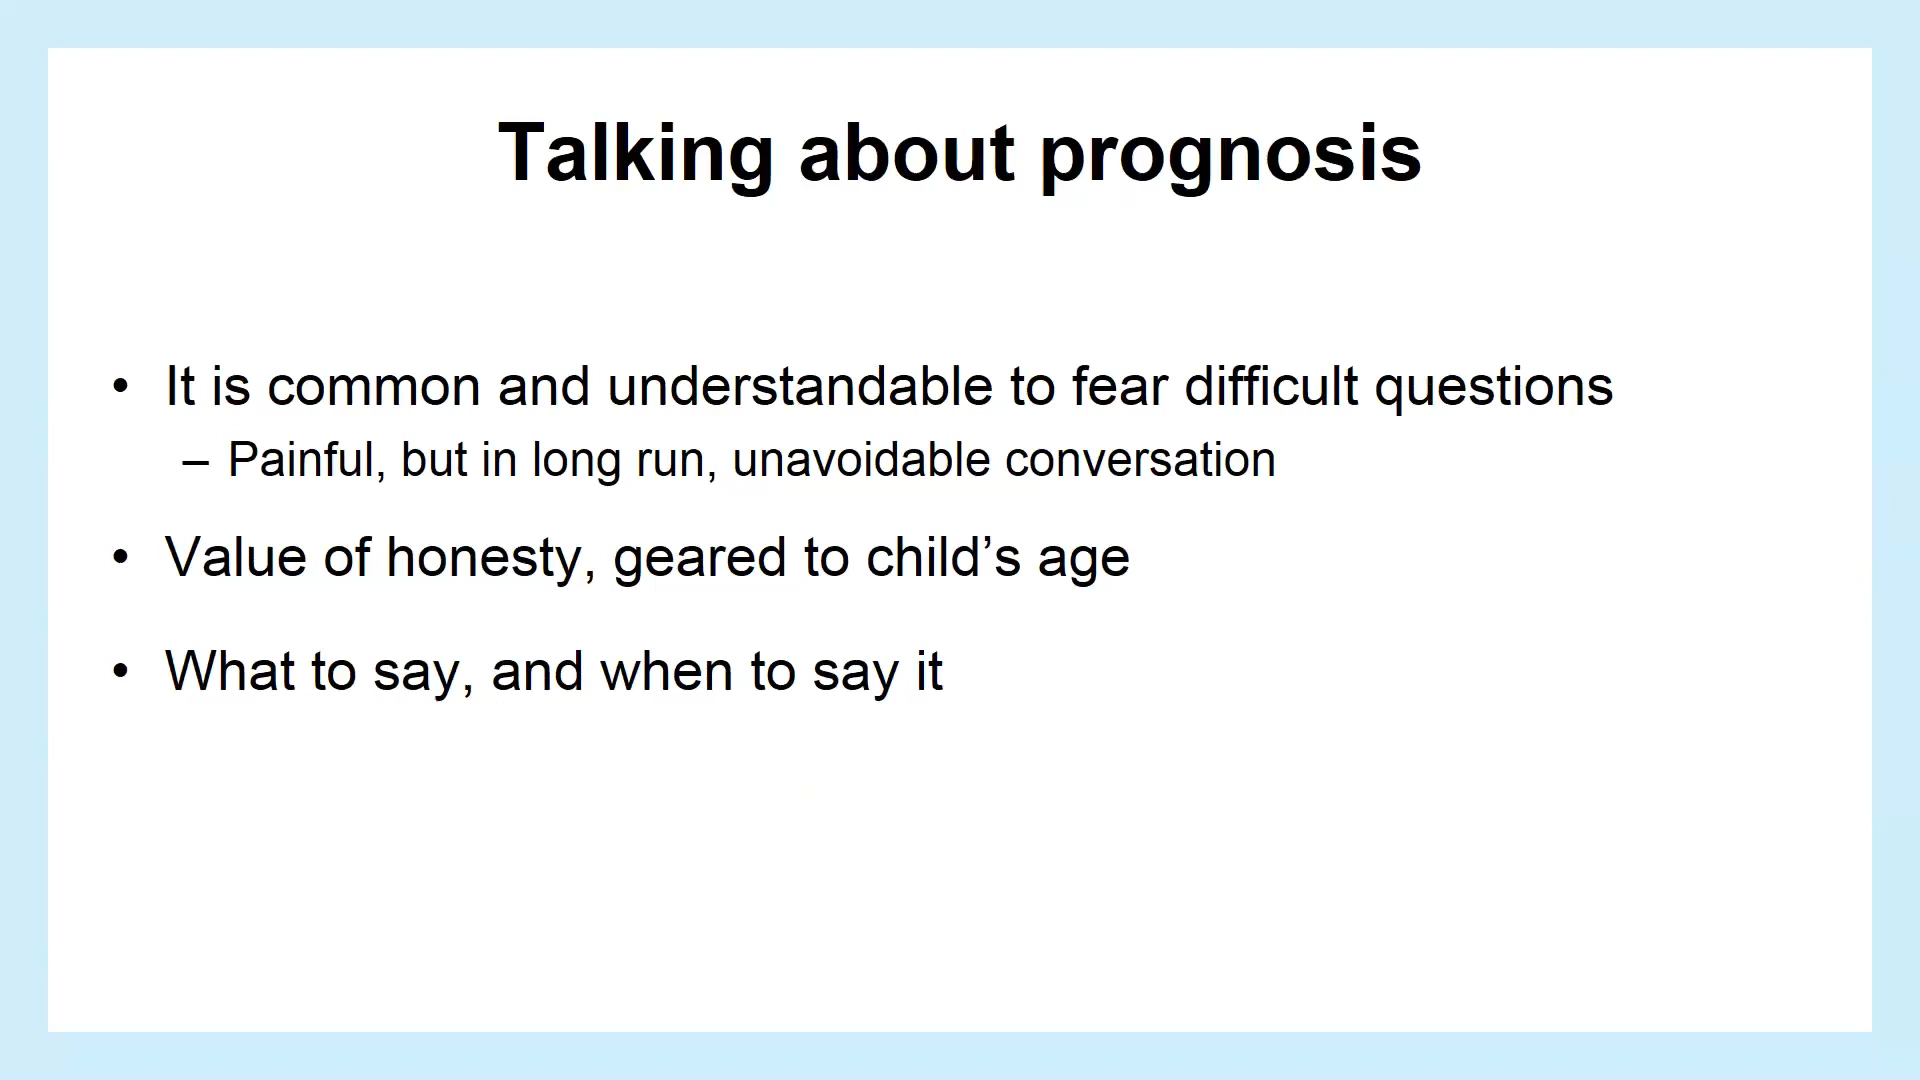 Talking about prognosis
• It is common and understandable to fear difficult questions
– Painful, but in long run, unavoidable conversation
• Value of honesty, geared to child’s age
• What to say, and when to say it